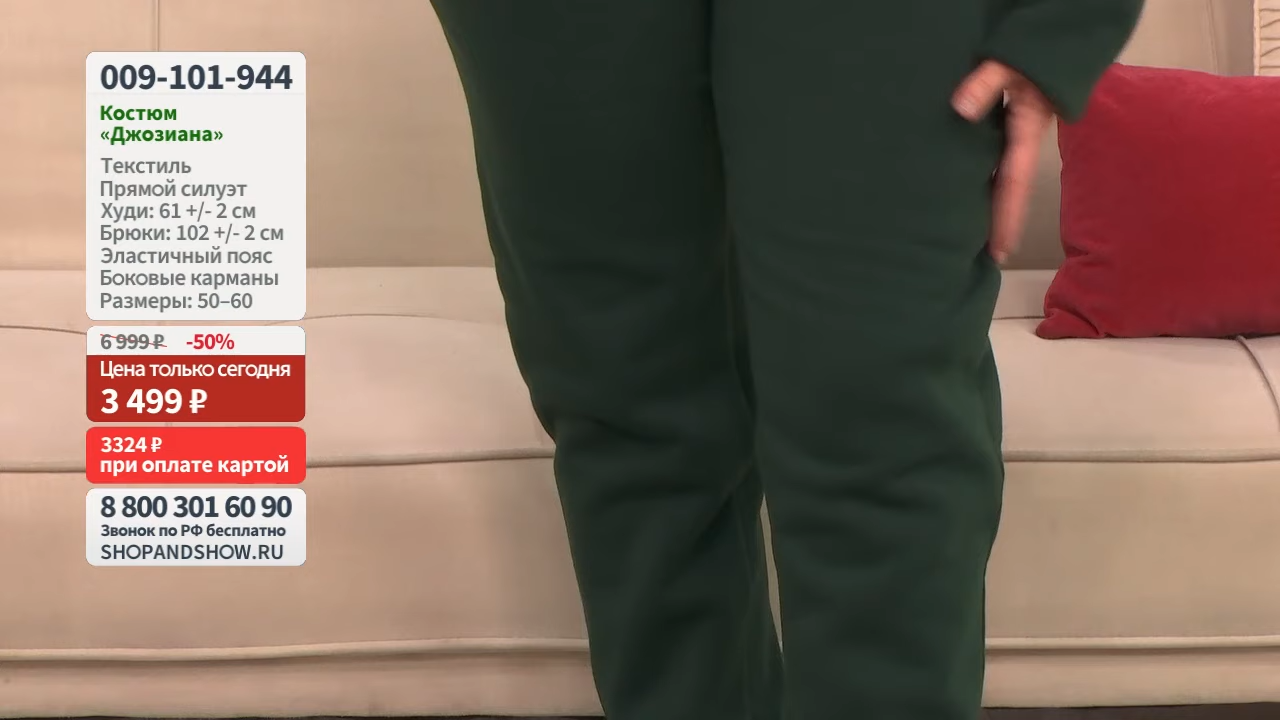 009-101-944
Костюм
«Джозиана»
Текстиль
Прямой силуэт
Худи: 61 +/- 2 см
Брюки: 102 +/- 2 см
Эластичный пояс
Боковые карманы
Размеры: 50–60
6 999 ₽ -50%
Цена только сегодня
3 499 ₽
3324 ₽
при оплате картой
8 800 301 60 90
Звонок по РФ бесплатно
SHOPANDSHOW.RU